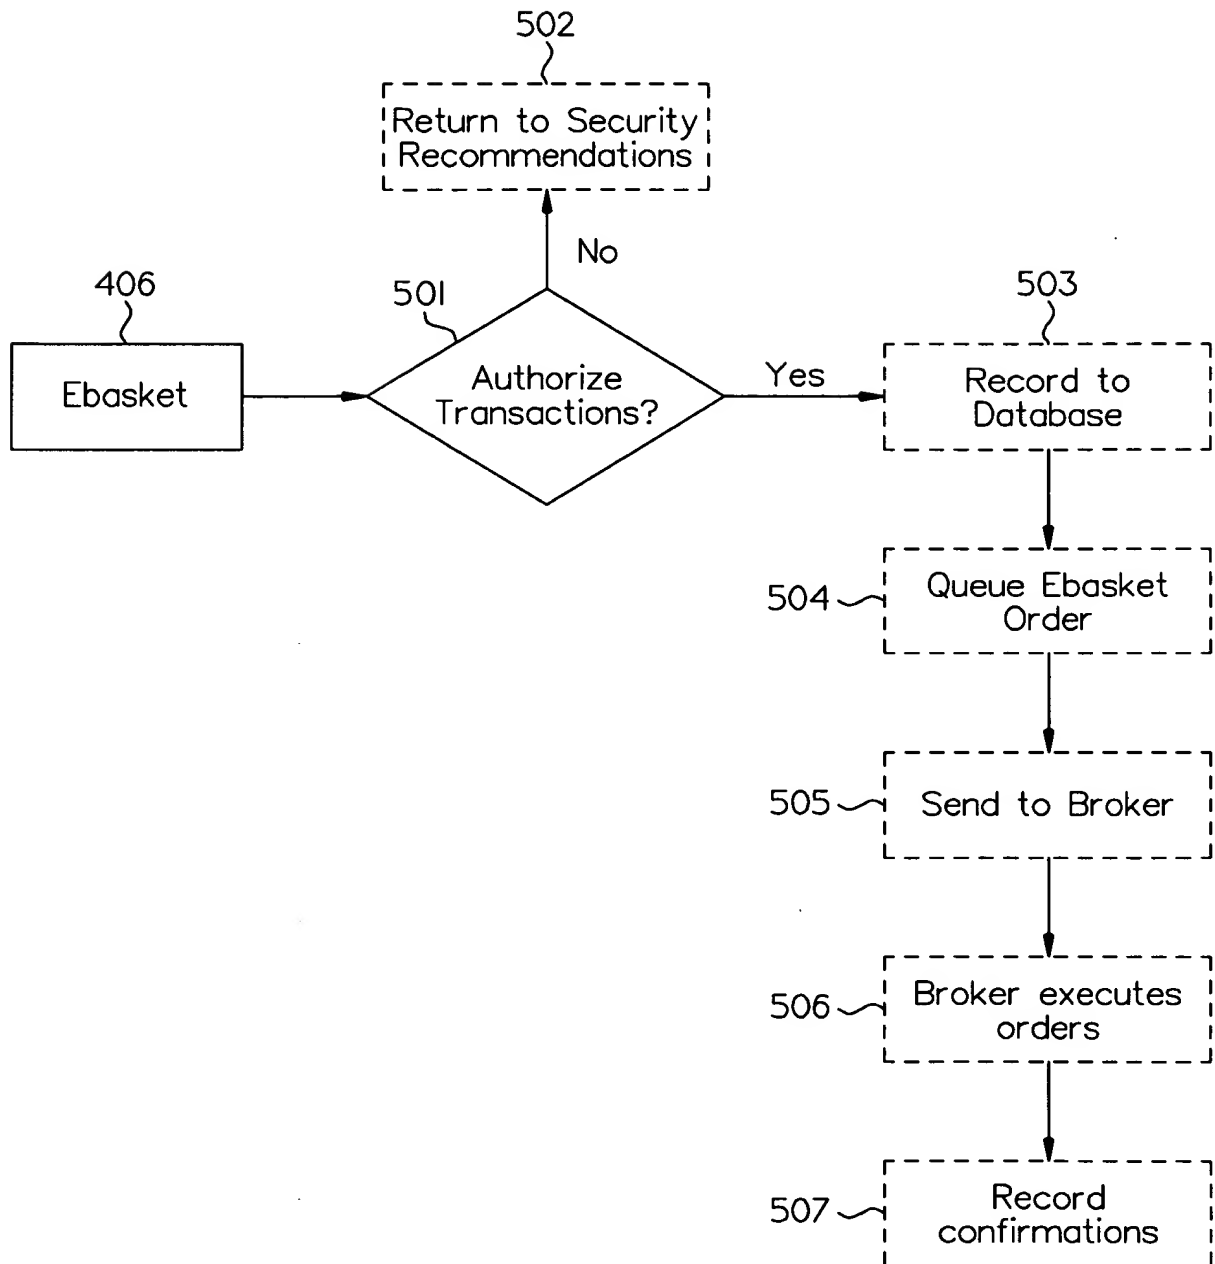 502
Return to Security
Recommendations
No
406
501
503
Ebasket
Authorize
Transactions?
Yes
Record to
Database
504
Queue Ebasket
Order
505
Send to Broker
506
Broker executes
orders
507
Record
confirmations